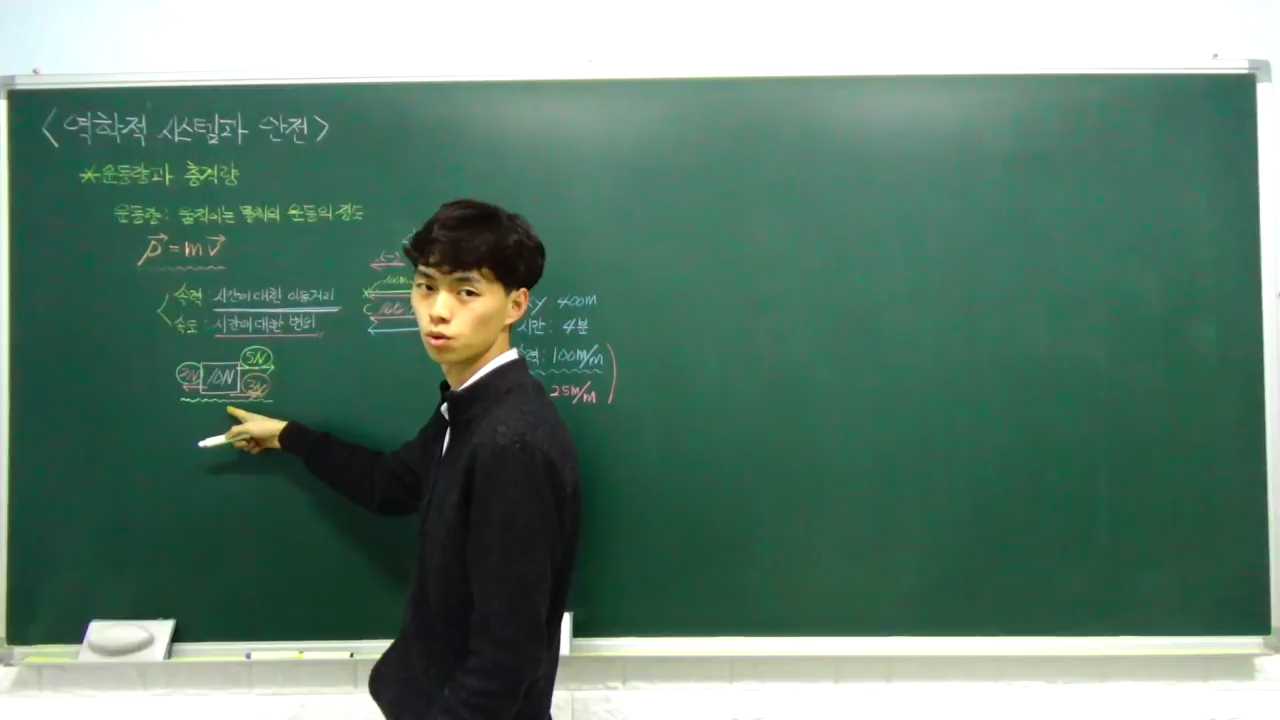 <역학적 시스템과 안전>
*운동량과 충격량
운동량: 움직이는 물체의 운동의 정도
p⃗ = mv⃗
속력: 시간에 대한 이동거리
속도: 시간에 대한 변위
5N
2N 10N 3N
(-)
100m
400m
시간: 4분
력: 100m/m
25m/m